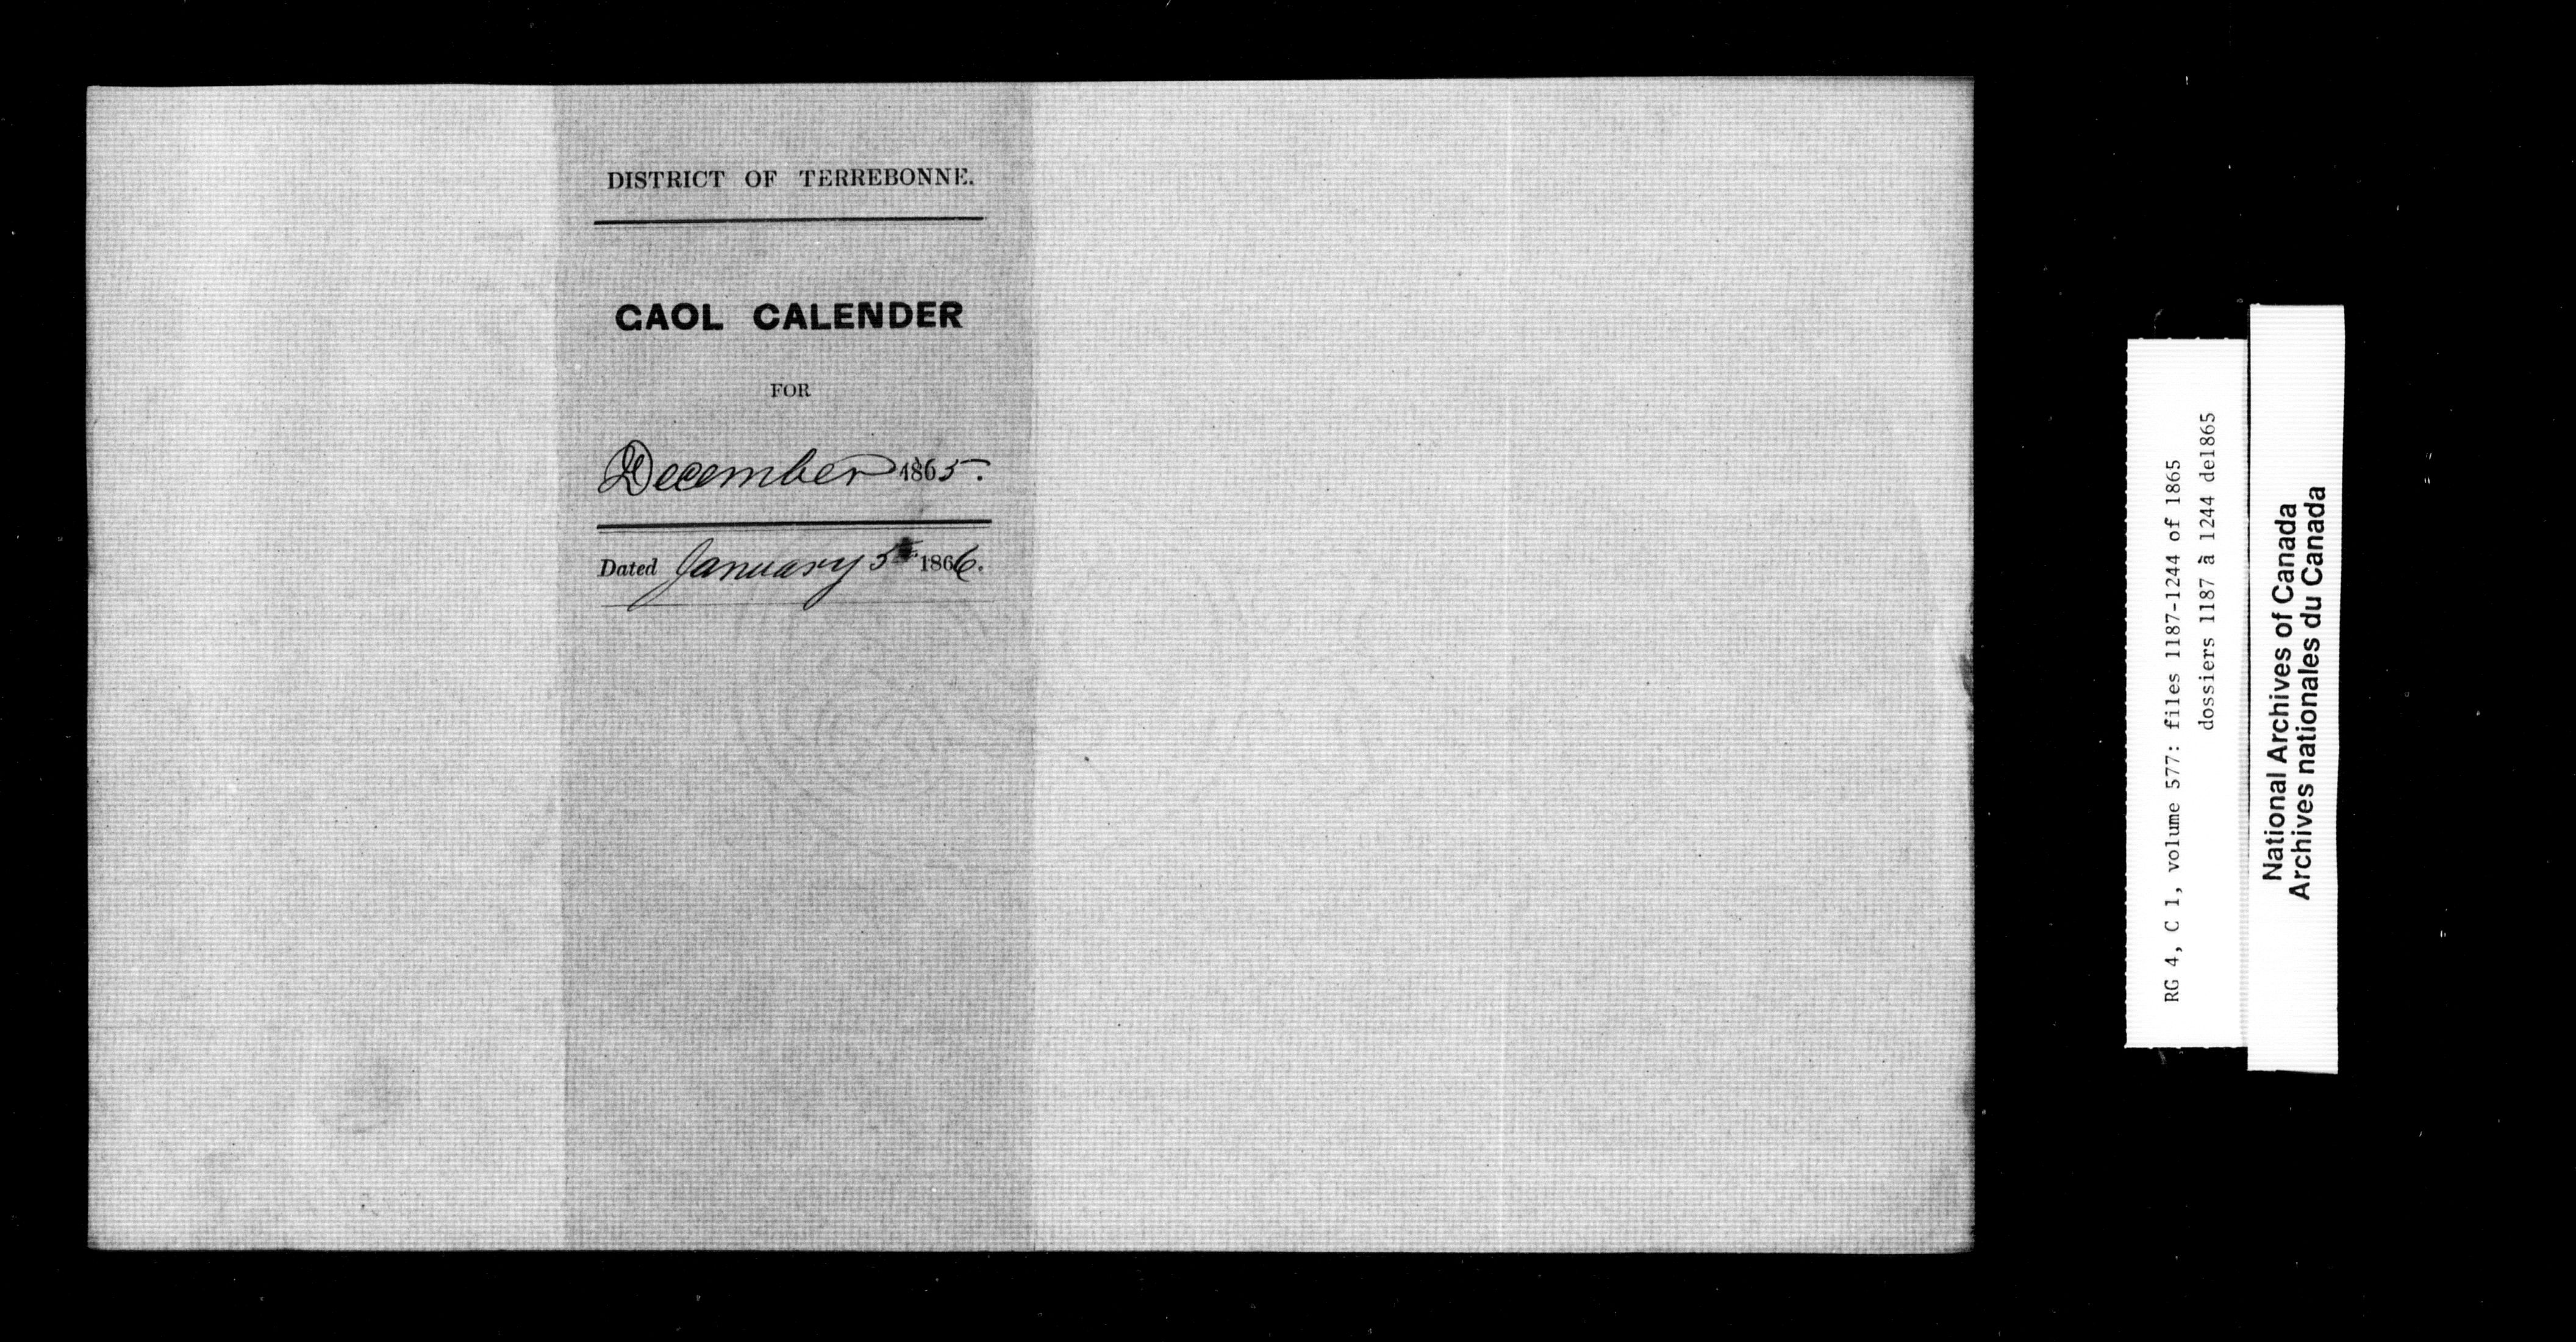 DISTRICT OF TERREBONNE.
GAOL CALENDER
FOR
December 1865.
Dated January 5th 1866.
RG 4, C 1, volume 577: files 1187-1244 of 1865
dossiers 1187 à 1244 de1865
National Archives of Canada
Archives nationales du Canada